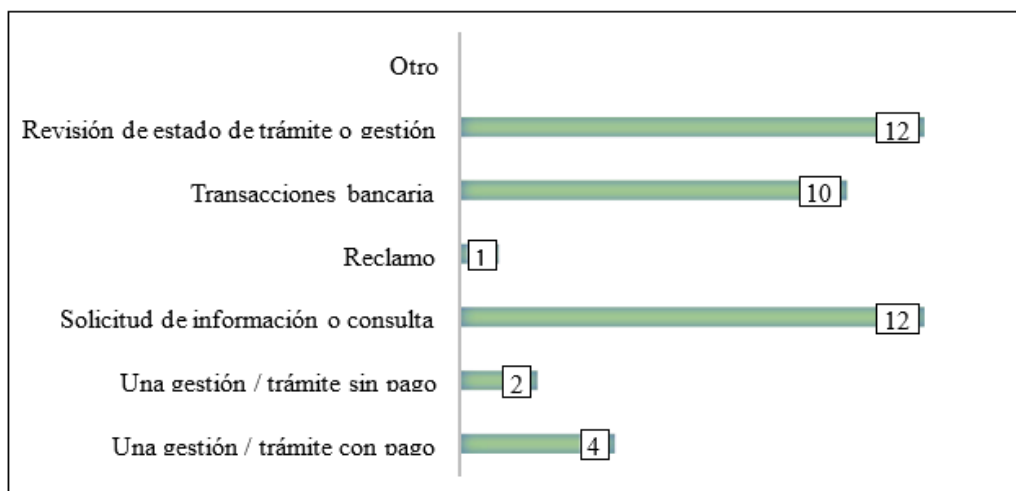 Otro
Revisión de estado de trámite o gestión 12
Transacciones bancaria 10
Reclamo 1
Solicitud de información o consulta 12
Una gestión / trámite sin pago 2
Una gestión / trámite con pago 4